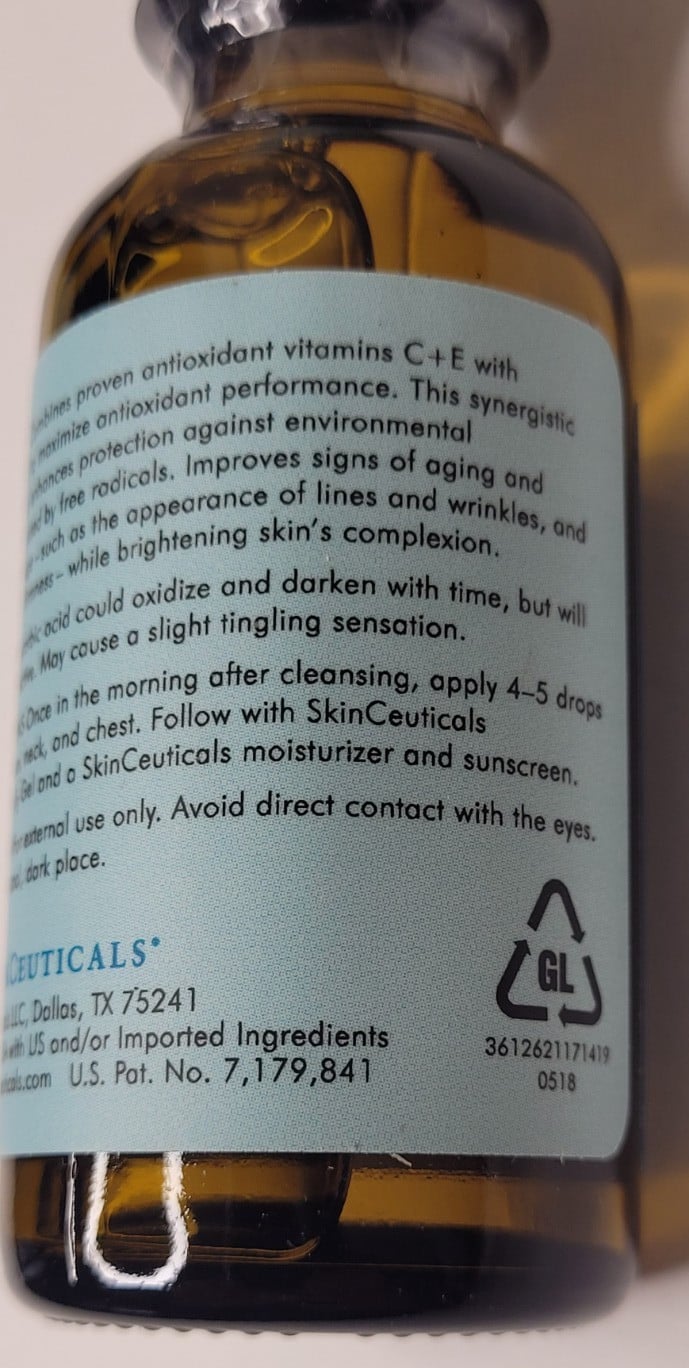 proven antioxidant vitamins C+E with
maximize antioxidant performance. This synergistic
protection against environmental
by free radicals. Improves signs of aging and
–such as the appearance of lines and wrinkles, and
– while brightening skin's complexion.
acid could oxidize and darken with time, but will
May cause a slight tingling sensation.
Once in the morning after cleansing, apply 4–5 drops
neck, and chest. Follow with SkinCeuticals
Gel and a SkinCeuticals moisturizer and sunscreen.
external use only. Avoid direct contact with the eyes.
dark place.
CEUTICALS®
LLC, Dallas, TX 75241
with US and/or Imported Ingredients
U.S. Pat. No. 7,179,841
GL
3612621171419
0518